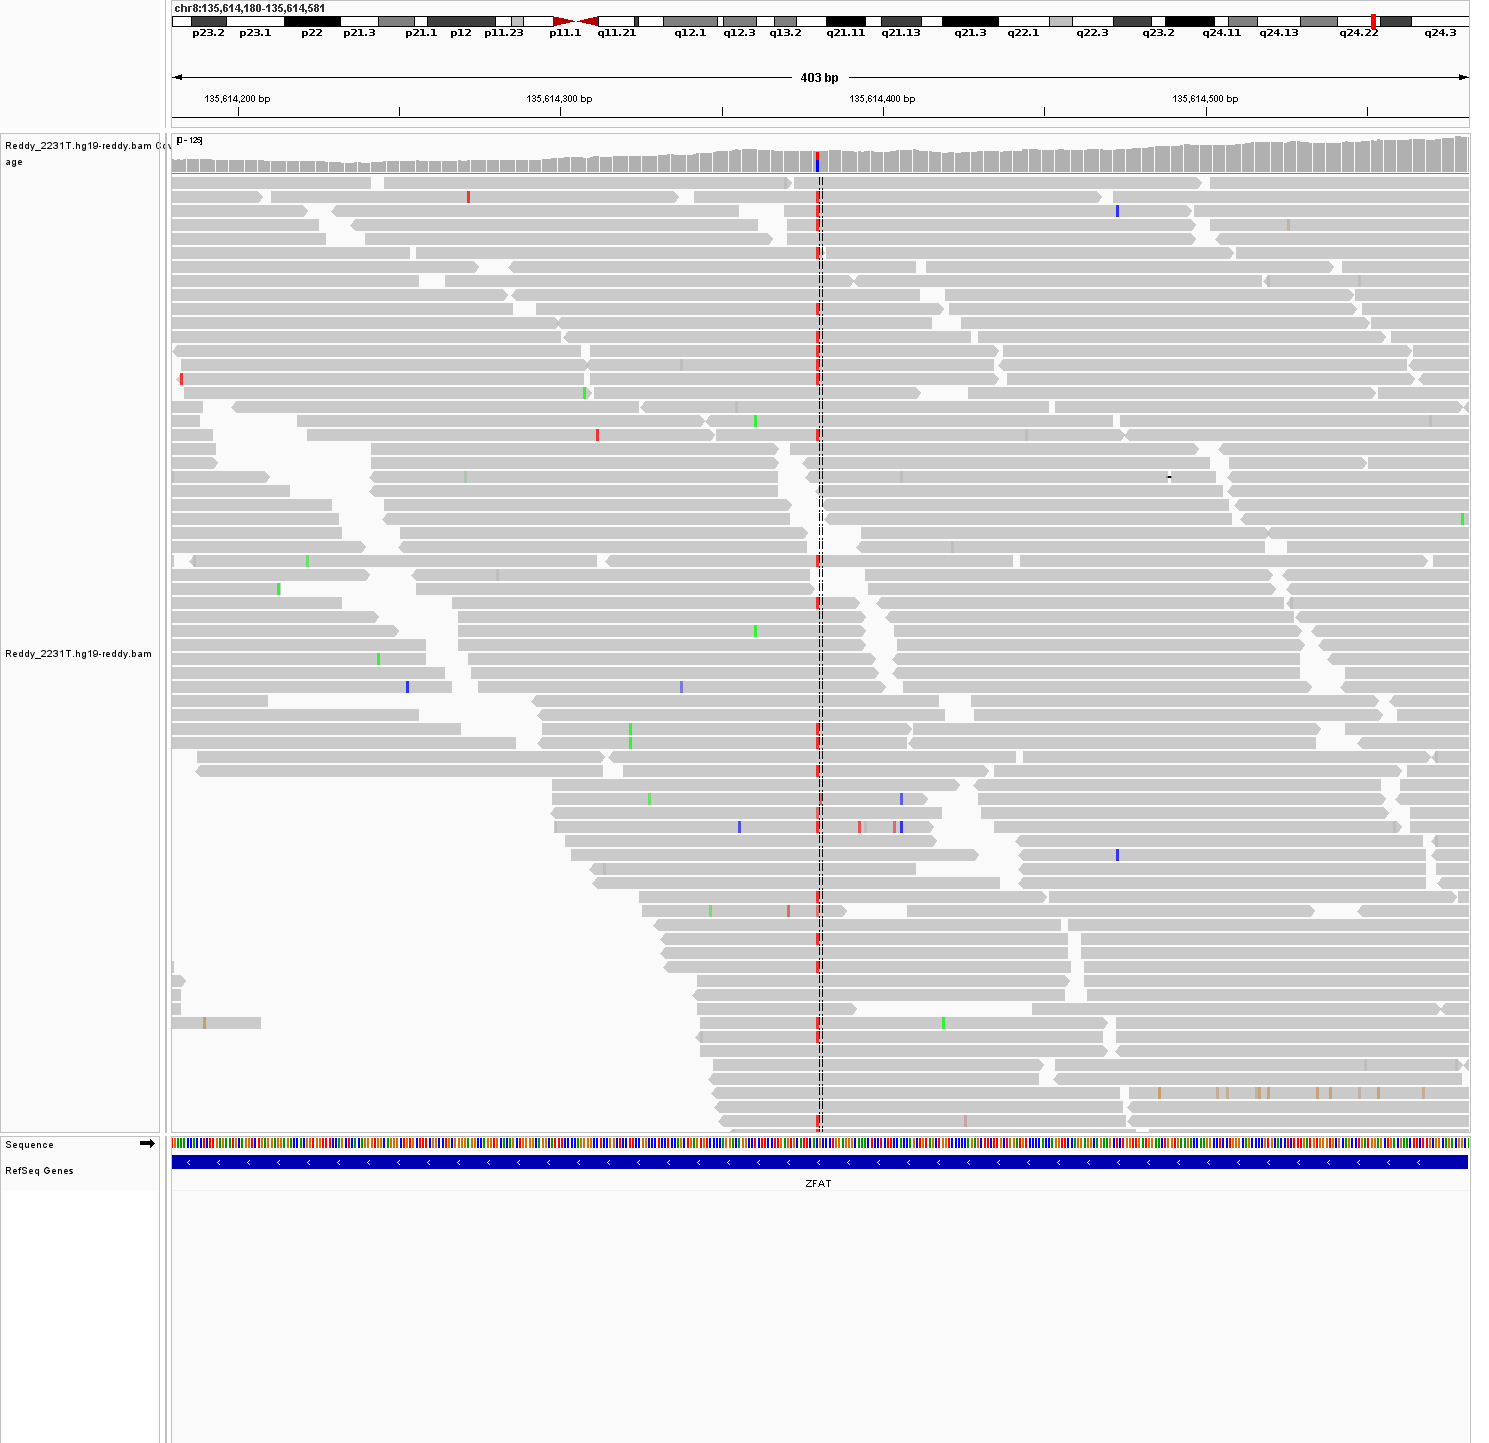 chr8:135,614,180-135,614,581
p23.2 p23.1 p22 p21.3 p21.1 p12 p11.23 p11.1 q11.21 q12.1 q12.3 q13.2 q21.11 q21.13 q21.3 q22.1 q22.3 q23.2 q24.11 q24.13 q24.22 q24.3
403 bp
135,614,200 bp 135,614,300 bp 135,614,400 bp 135,614,500 bp
[0 - 125]
Reddy_2231T.hg19-reddy.bam Cov
age
Reddy_2231T.hg19-reddy.bam
Sequence
RefSeq Genes
ZFAT